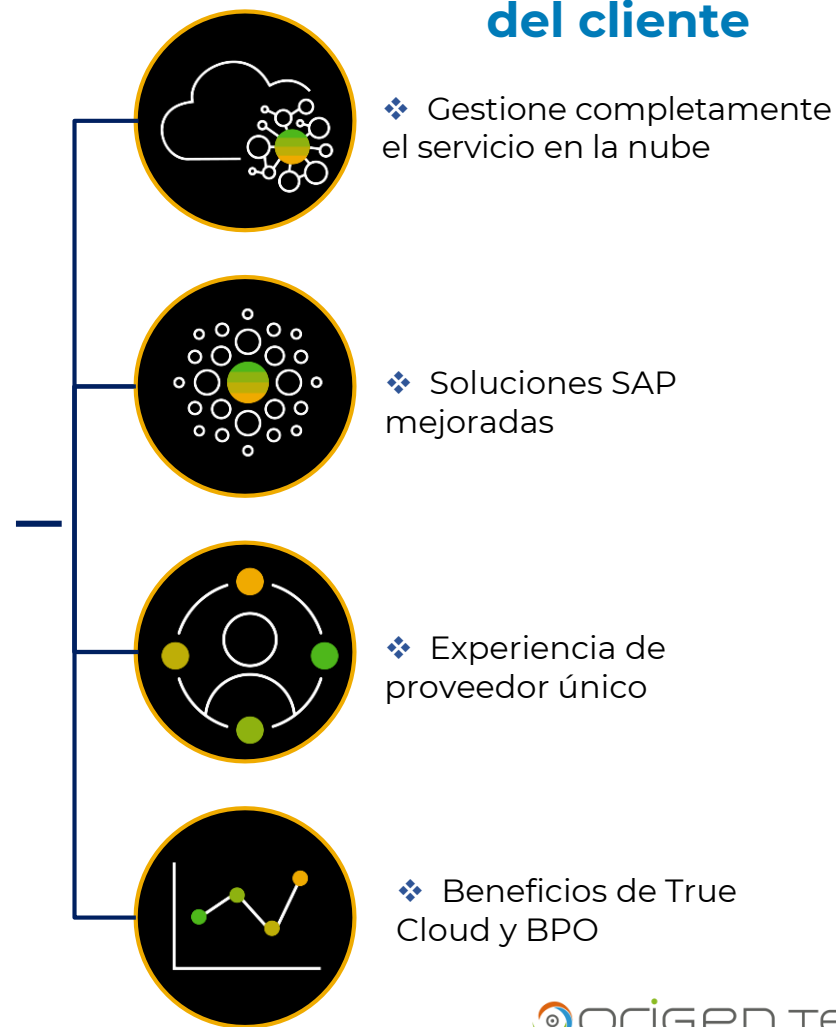 del cliente
❖ Gestione completamente
el servicio en la nube
❖ Soluciones SAP
mejoradas
❖ Experiencia de
proveedor único
❖ Beneficios de True
Cloud y BPO
origen